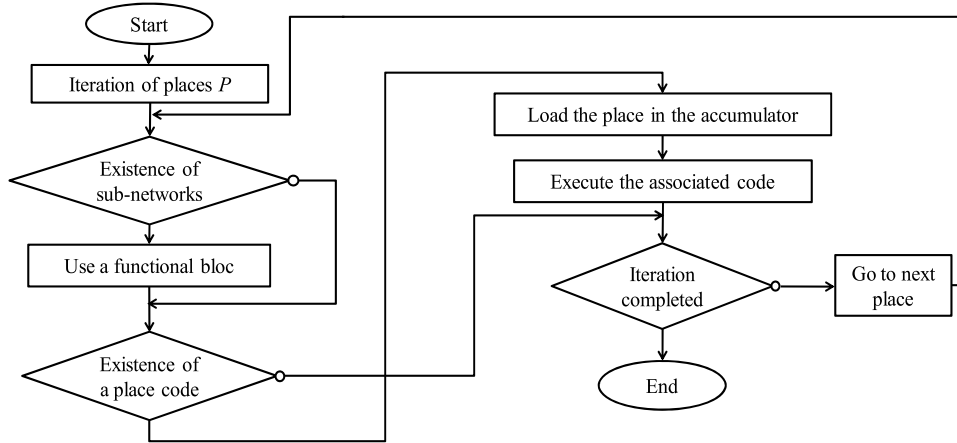 Start
Iteration of places P
Existence of
sub-networks
Use a functional bloc
Existence of
a place code
Load the place in the accumulator
Execute the associated code
Iteration
completed
Go to next
place
End